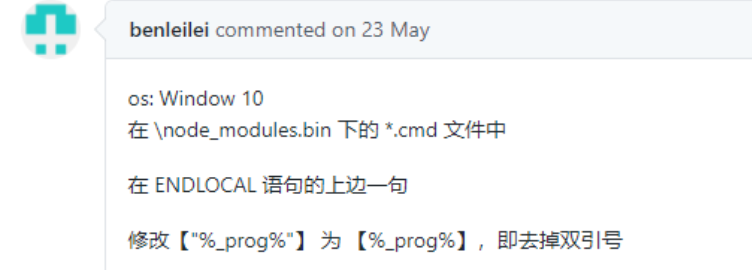 benleilei commented on 23 May
os: Window 10
在 \node_modules.bin 下的 *.cmd 文件中
在 ENDLOCAL 语句的上边一句
修改【"%_prog%"】 为 【%_prog%】，即去掉双引号